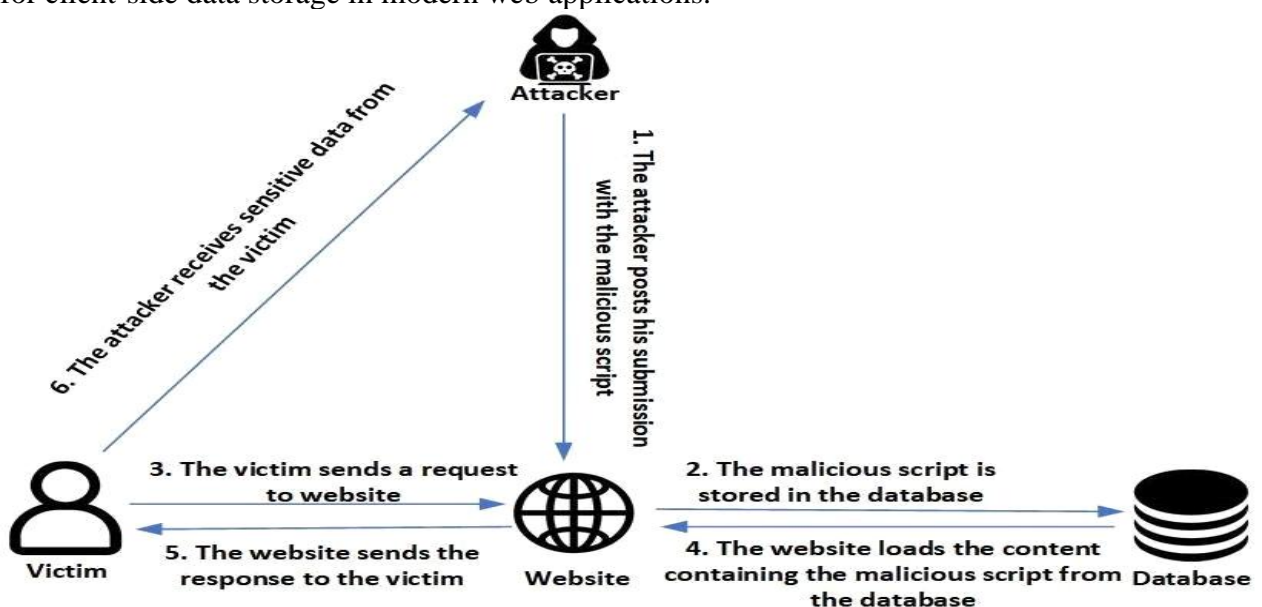 for client-side data storage in modern web applications.
Attacker
1. The attacker posts his submission
with the malicious script
6. The attacker receives sensitive data from
the victim
3. The victim sends a request
to website
2. The malicious script is
stored in the database
5. The website sends the
response to the victim
4. The website loads the content
containing the malicious script from
the database
Victim
Website
Database